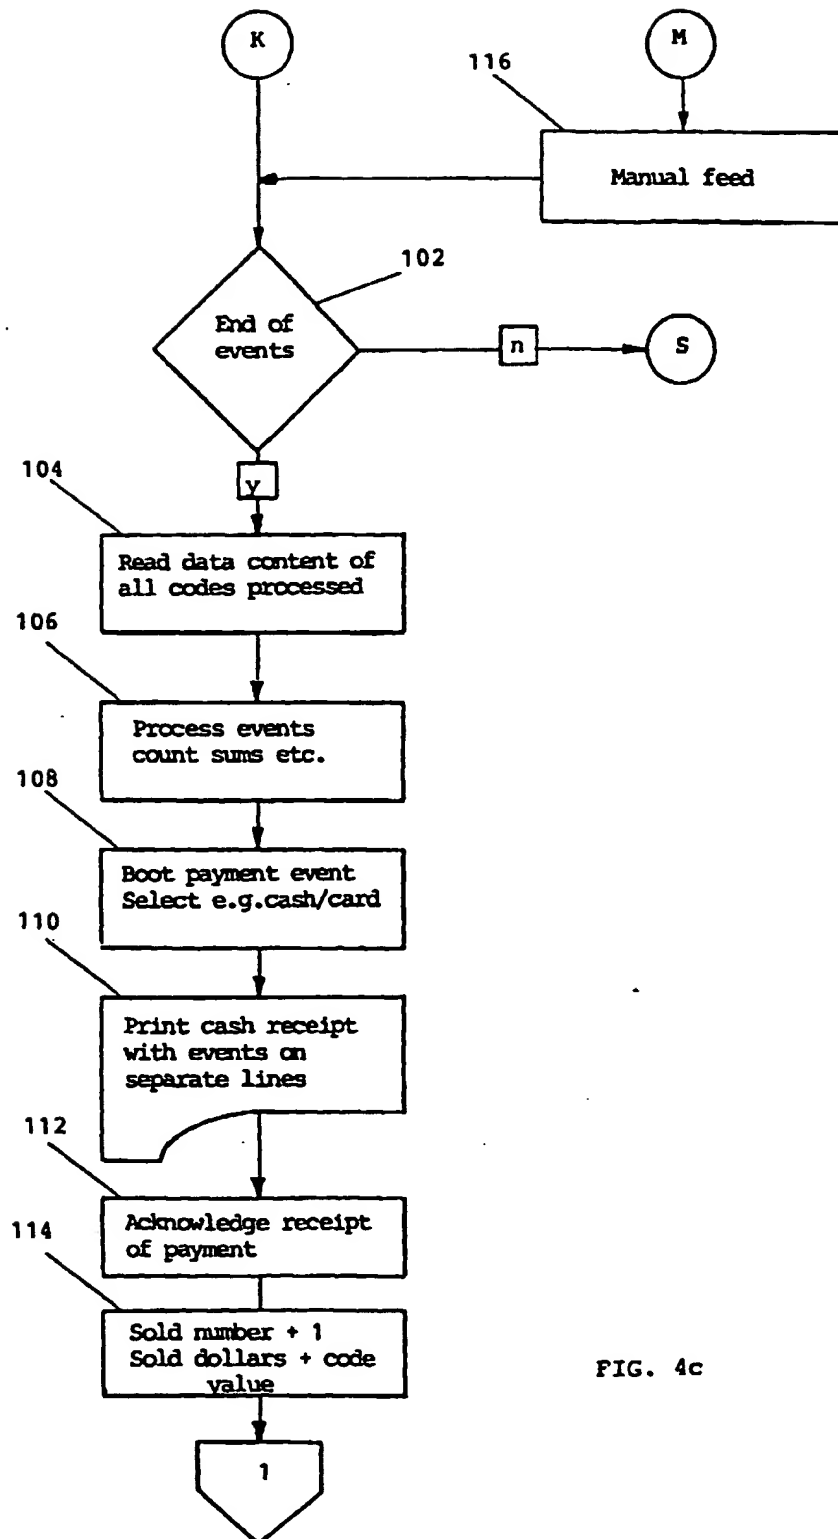 K
M
116
Manual feed
102
End of
events
n
S
y
104
Read data content of
all codes processed
106
Process events
count sums etc.
108
Boot payment event
Select e.g.cash/card
110
Print cash receipt
with events on
separate lines
112
Acknowledge receipt
of payment
114
Sold number + 1
Sold dollars + code
value
FIG. 4c
1